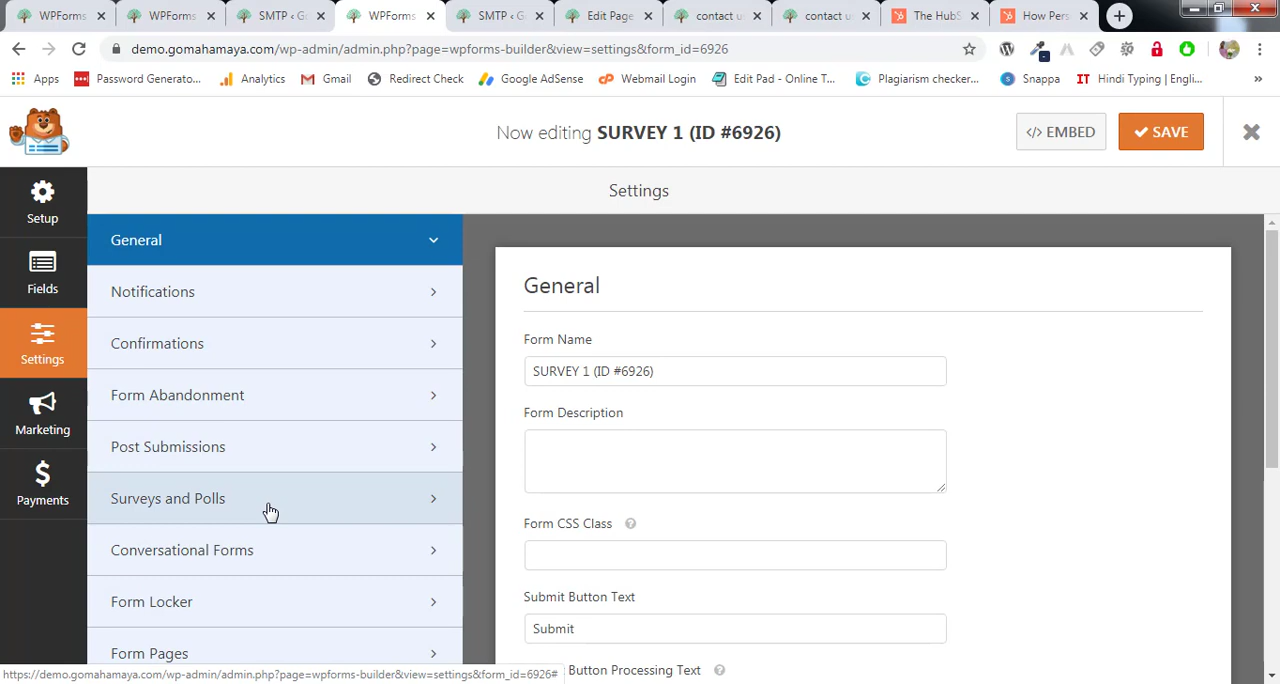 WPForms
WPForms
SMTP ‹ G
WPForms
SMTP ‹ G
Edit Page
contact u
contact u
The HubS
How Pers
demo.gomahamaya.com/wp-admin/admin.php?page=wpforms-builder&view=settings&form_id=6926
Apps
Password Generato...
Analytics
Gmail
Redirect Check
Google AdSense
Webmail Login
Edit Pad - Online T...
Plagiarism checker...
Snappa
IT Hindi Typing | Engli...
»
Now editing SURVEY 1 (ID #6926)
</> EMBED
SAVE
Settings
Setup
Fields
Settings
Marketing
Payments
General
Notifications
Confirmations
Form Abandonment
Post Submissions
Surveys and Polls
Conversational Forms
Form Locker
Form Pages
General
Form Name
SURVEY 1 (ID #6926)
Form Description
Form CSS Class
Submit Button Text
Submit
Button Processing Text
https://demo.gomahamaya.com/wp-admin/admin.php?page=wpforms-builder&view=settings&form_id=6926#